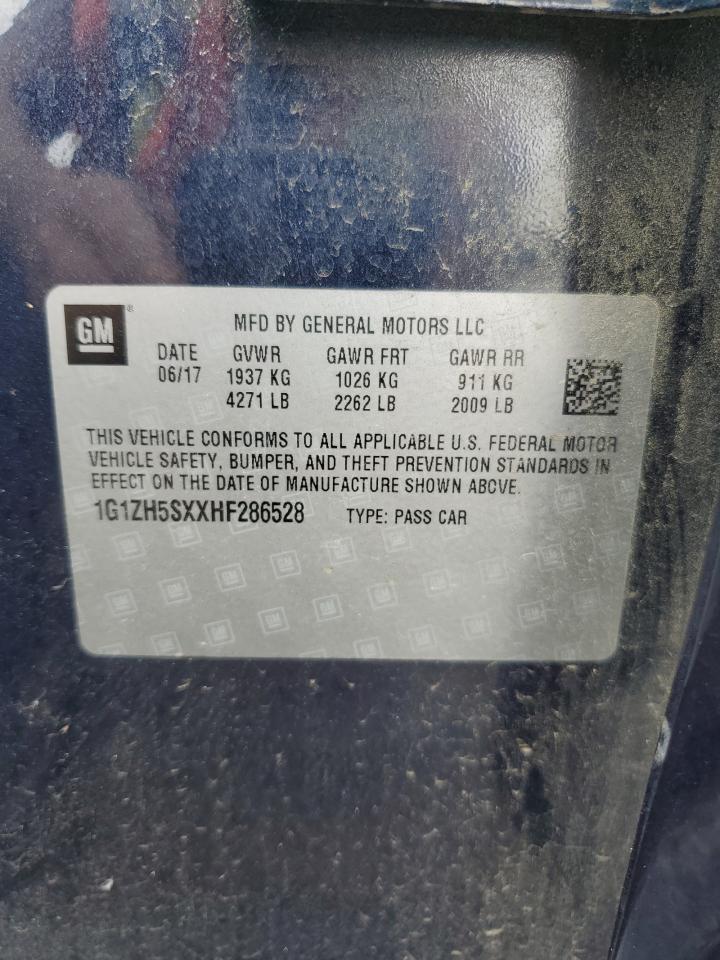 GM®
MFD BY GENERAL MOTORS LLC
DATE GVWR GAWR FRT GAWR RR
06/17 1937 KG 1026 KG 911 KG
4271 LB 2262 LB 2009 LB
THIS VEHICLE CONFORMS TO ALL APPLICABLE U.S. FEDERAL MOTOR
VEHICLE SAFETY, BUMPER, AND THEFT PREVENTION STANDARDS IN
EFFECT ON THE DATE OF MANUFACTURE SHOWN ABOVE.
1G1ZH5SXXHF286528 TYPE: PASS CAR